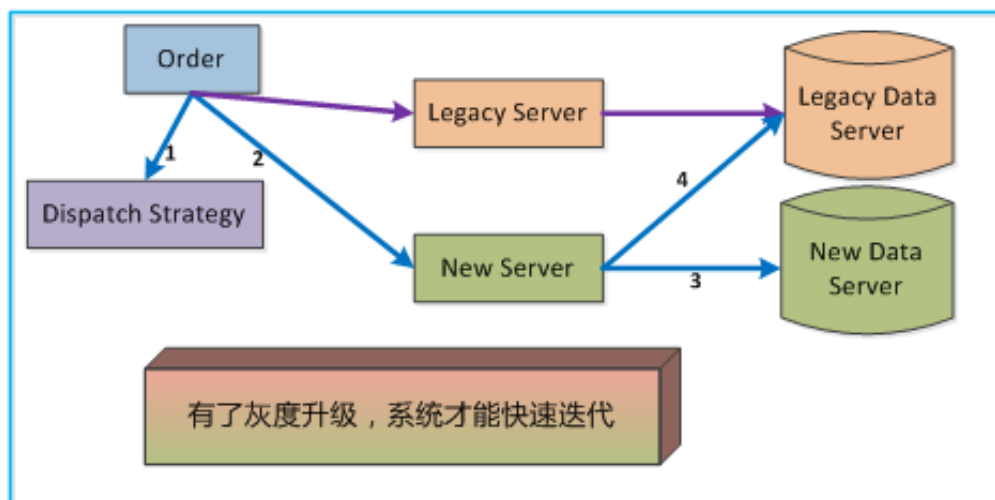 Order
Legacy Server
Legacy Data
Server
1
2
Dispatch Strategy
4
New Server
3
New Data
Server
有了灰度升级，系统才能快速迭代